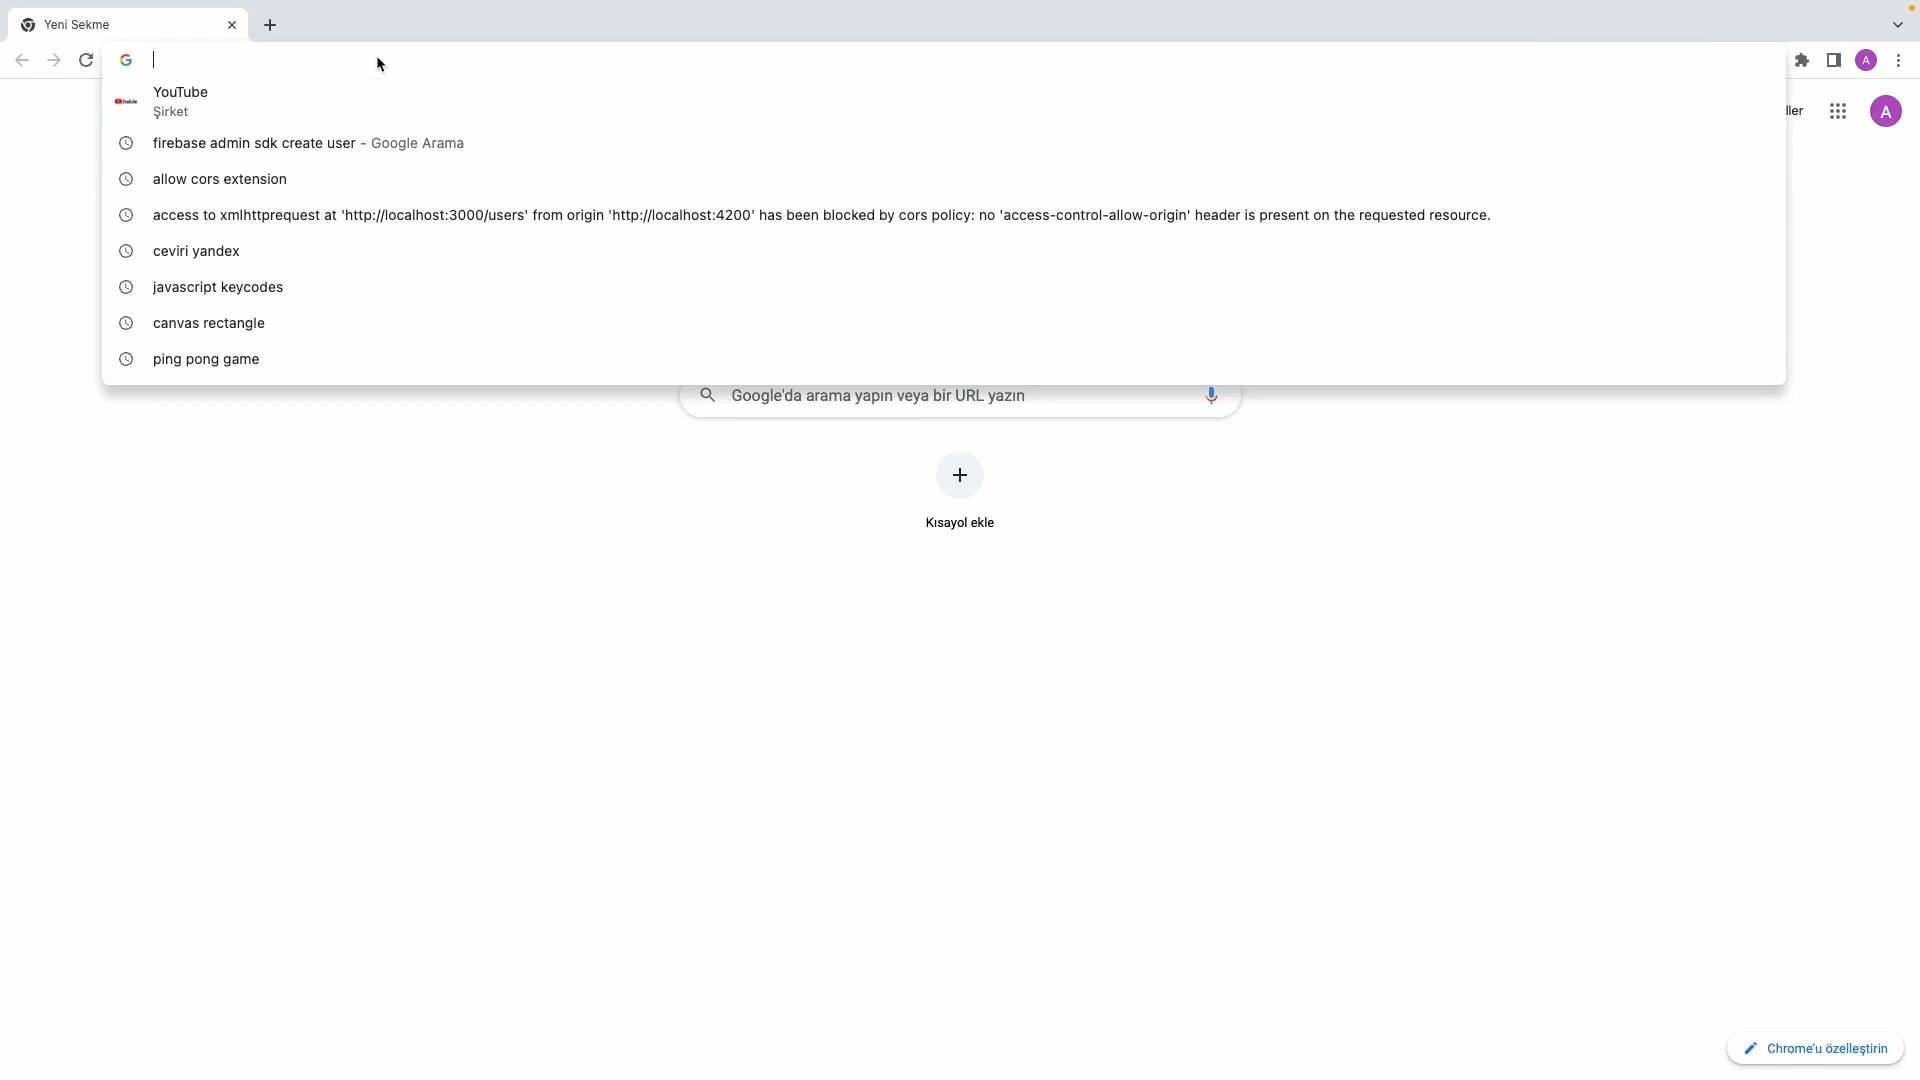 Yeni Sekme
YouTube
Şirket
firebase admin sdk create user - Google Arama
allow cors extension
access to xmlhttprequest at 'http://localhost:3000/users' from origin 'http://localhost:4200' has been blocked by cors policy: no 'access-control-allow-origin' header is present on the requested resource.
ceviri yandex
javascript keycodes
canvas rectangle
ping pong game
ller
A
A
Google'da arama yapın veya bir URL yazın
Kısayol ekle
Chrome'u özelleştirin